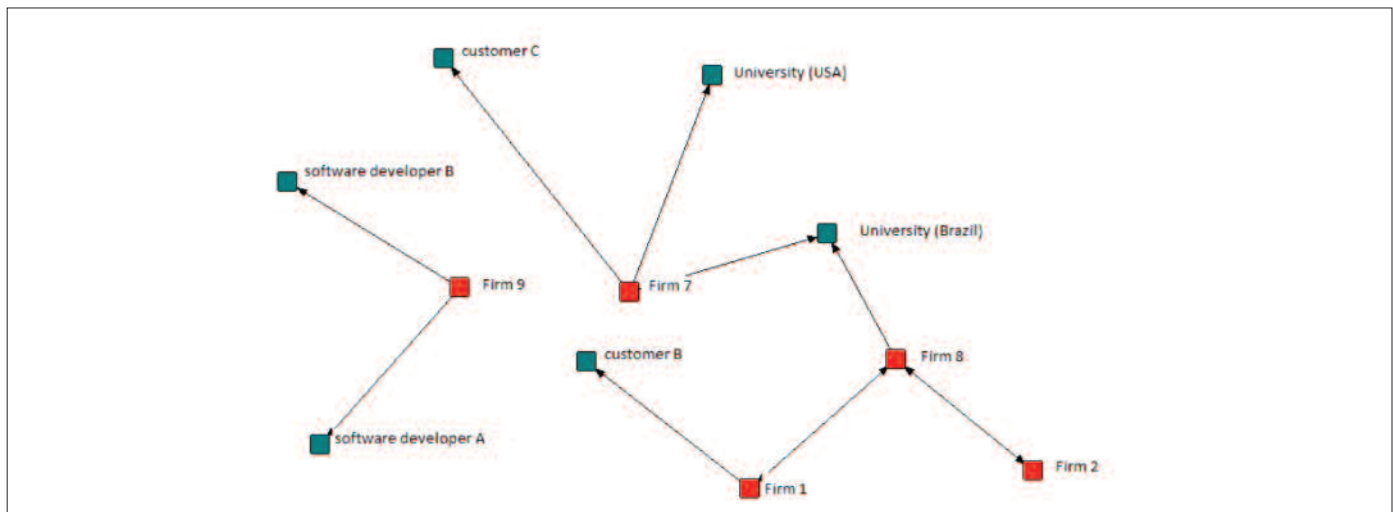 customer C
University (USA)
software developer B
University (Brazil)
Firm 9
Firm 7
customer B
Firm 8
software developer A
Firm 2
Firm 1